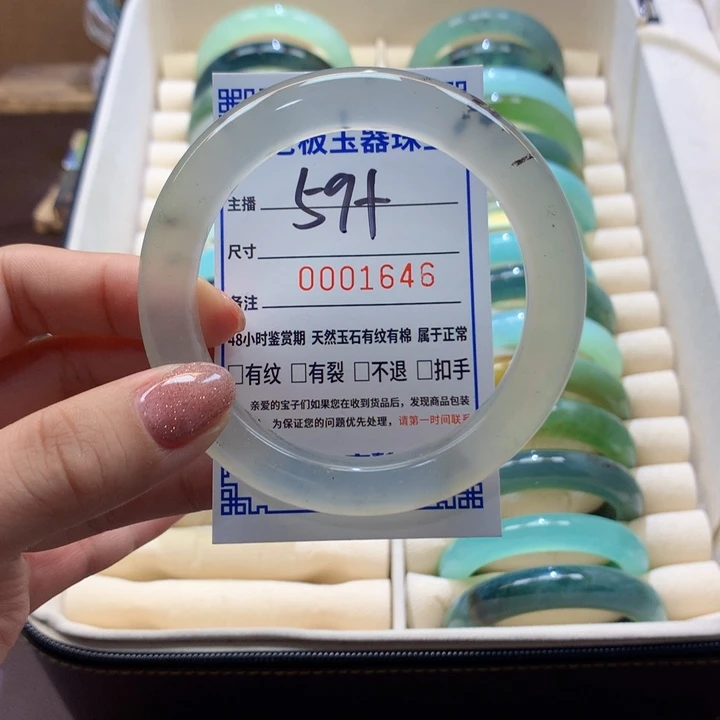 板玉器珠
主播 59+
尺寸
0001646
备注
48小时鉴赏期 天然玉石有纹有棉 属于正常
□有纹 □有裂 □不退 □扣手
亲爱的宝子们如果您在收到货品后，发现商品包装
为保证您的问题优先处理，请第一时间联系